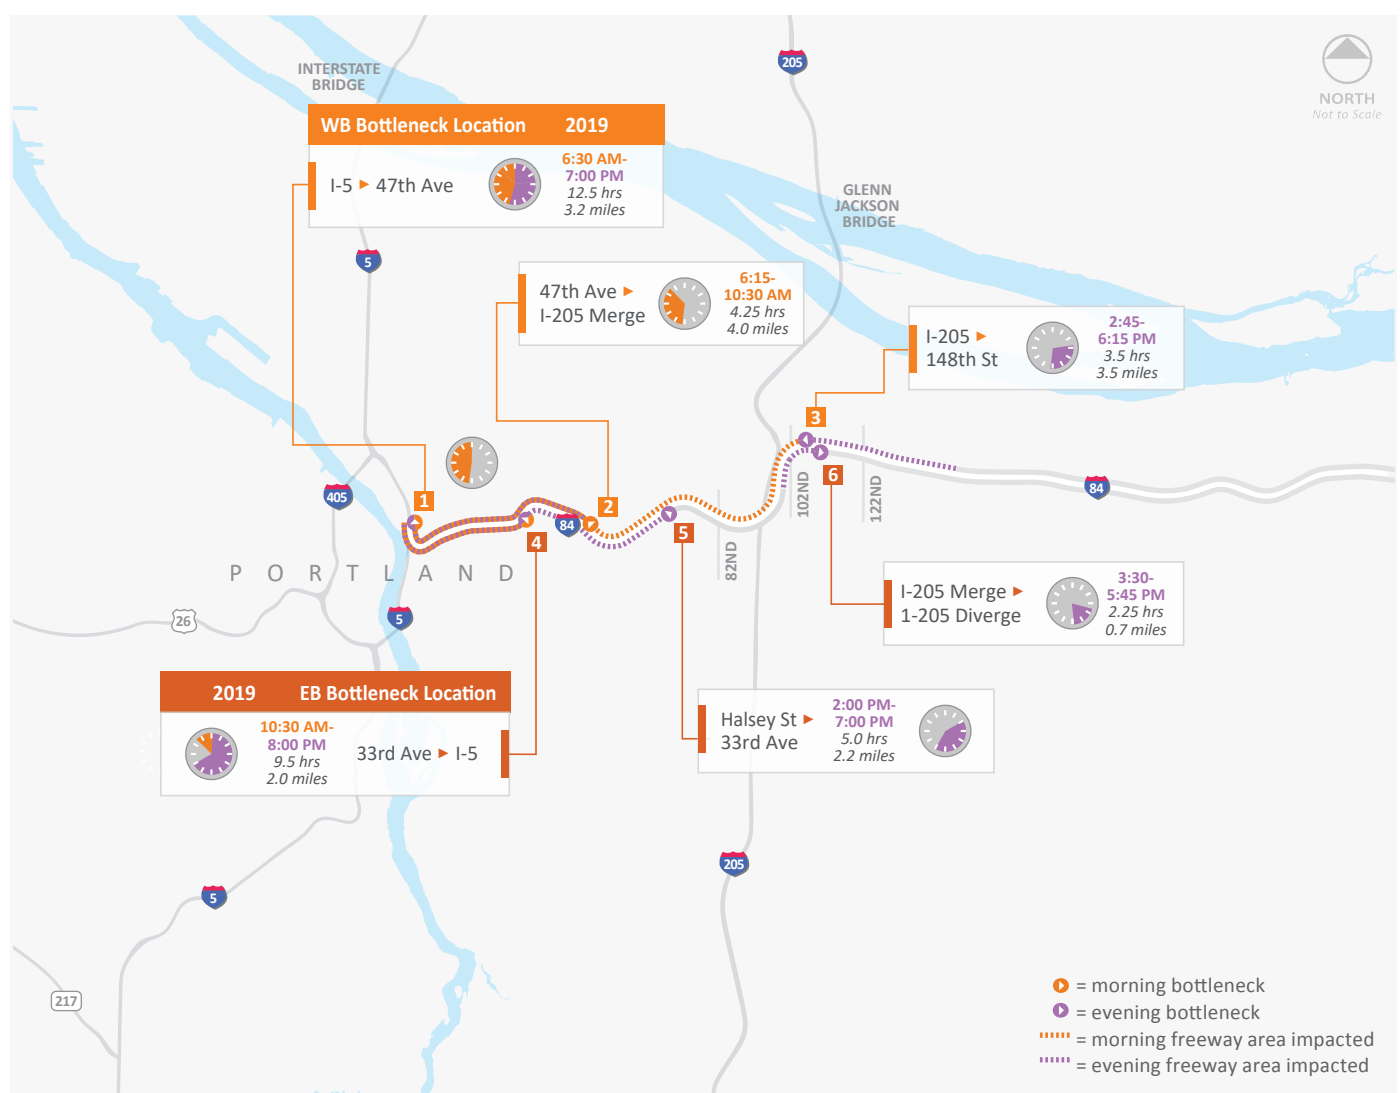 205
INTERSTATE
BRIDGE
NORTH
Not to Scale
WB Bottleneck Location 2019
I-5 ▶ 47th Ave
6:30 AM-
7:00 PM
12.5 hrs
3.2 miles
GLENN
JACKSON
BRIDGE
5
47th Ave ▶
I-205 Merge
6:15-
10:30 AM
4.25 hrs
4.0 miles
I-205 ▶
148th St
2:45-
6:15 PM
3.5 hrs
3.5 miles
3
6
102ND
122ND
84
405
1
2
84
4
5
82ND
PORTLAND
26
5
I-205 Merge ▶
1-205 Diverge
3:30-
5:45 PM
2.25 hrs
0.7 miles
2019 EB Bottleneck Location
10:30 AM-
8:00 PM
9.5 hrs
2.0 miles
33rd Ave ▶ I-5
Halsey St ▶
33rd Ave
2:00 PM-
7:00 PM
5.0 hrs
2.2 miles
205
5
217
= morning bottleneck
= evening bottleneck
= morning freeway area impacted
= evening freeway area impacted